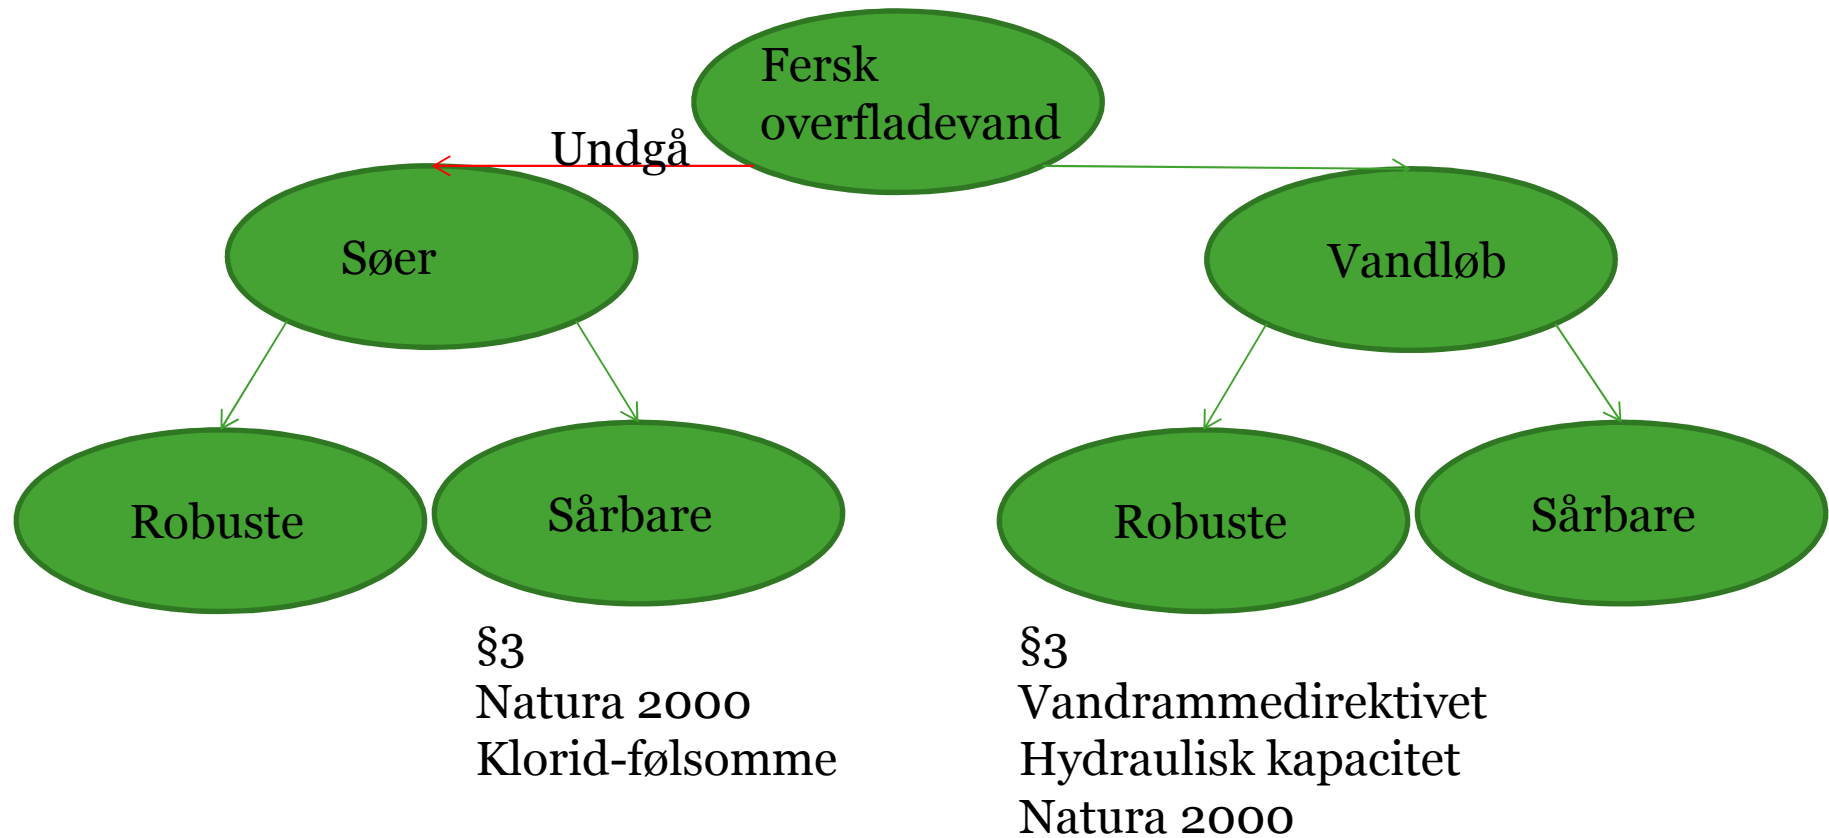 Fersk
overfladevand
Undgå
Søer
Vandløb
Robuste
Sårbare
Robuste
Sårbare
§3
Natura 2000
Klorid-følsomme
§3
Vandrammedirektivet
Hydraulisk kapacitet
Natura 2000